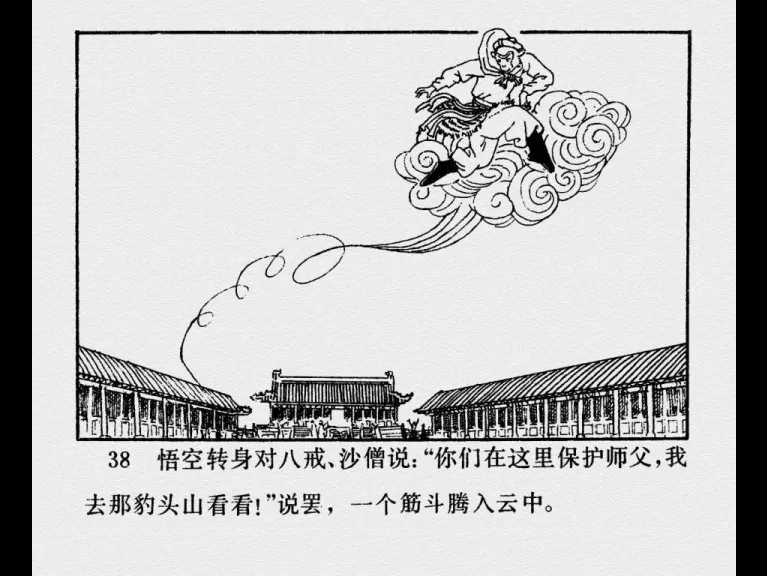 38 悟空转身对八戒、沙僧说:“你们在这里保护师父,我
去那豹头山看看!”说罢,一个筋斗腾入云中。